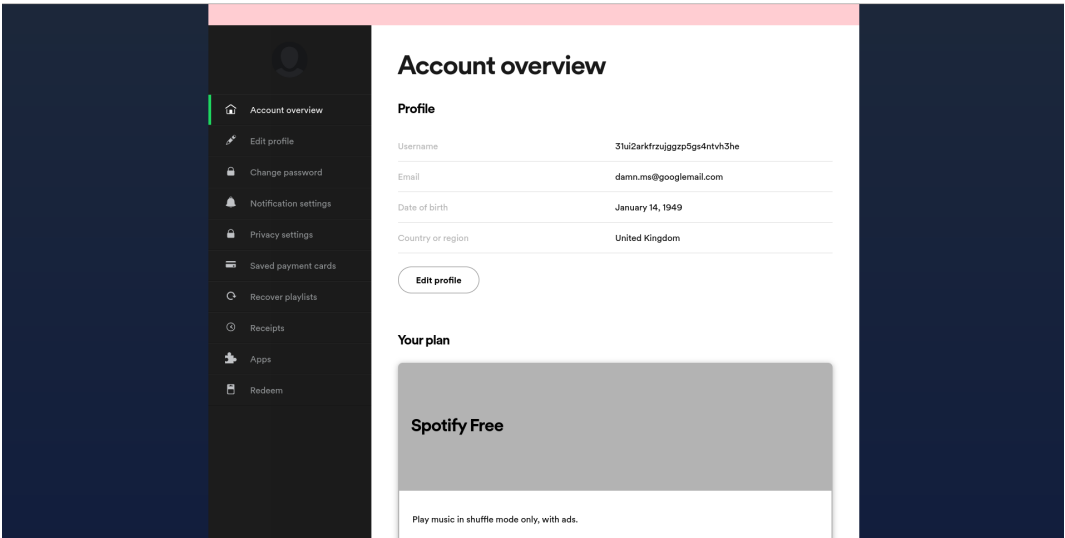 Account overview
Edit profile
Change password
Notification settings
Privacy settings
Saved payment cards
Recover playlists
Receipts
Apps
Redeem
Account overview
Profile
Username 31ui2arkfrzujggzp5gs4ntvh3he
Email damn.ms@googlemail.com
Date of birth January 14, 1949
Country or region United Kingdom
Edit profile
Your plan
Spotify Free
Play music in shuffle mode only, with ads.